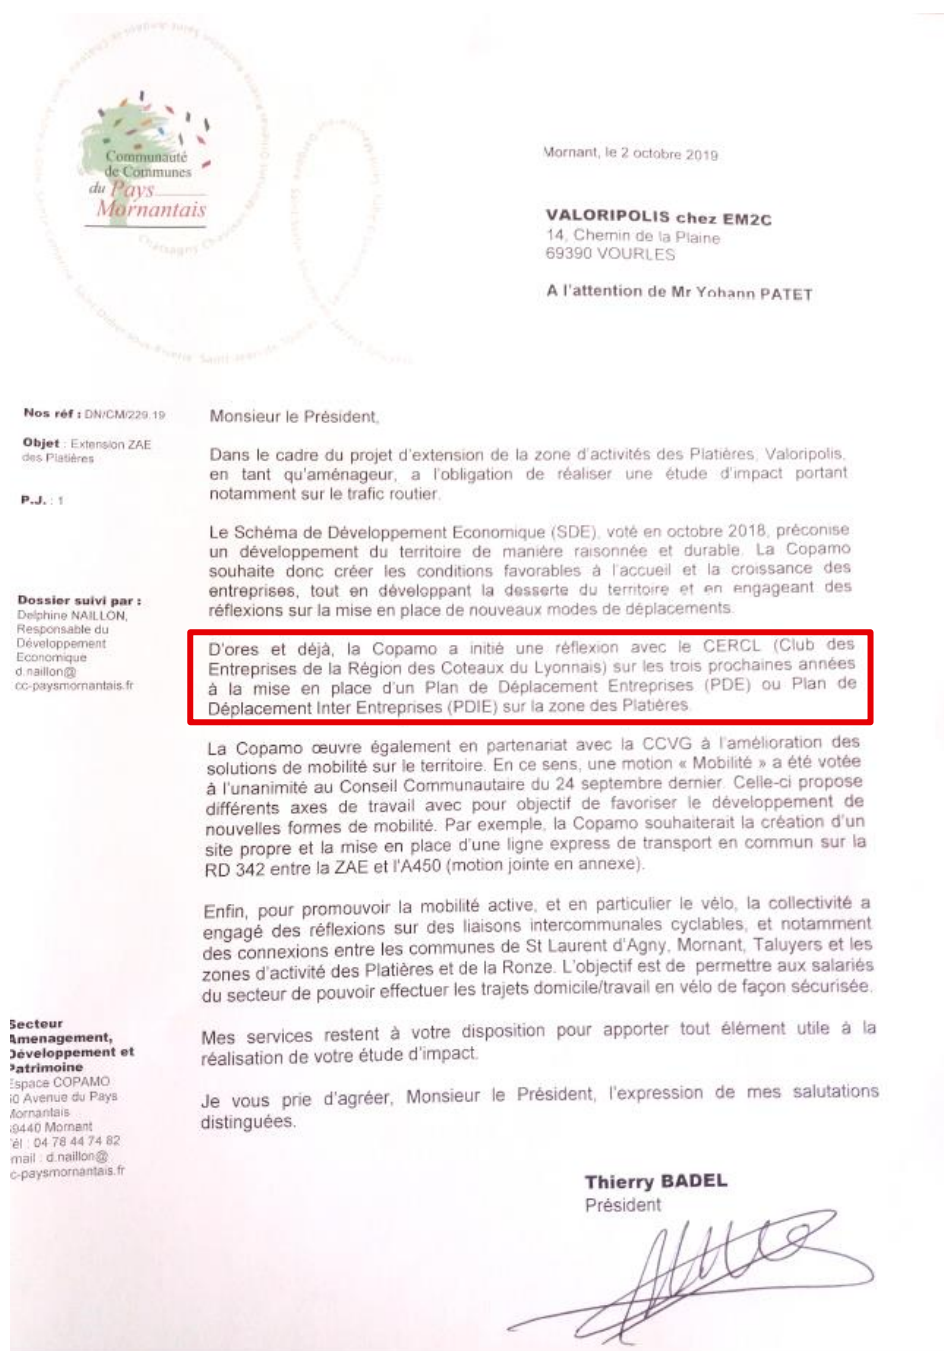 Communauté
de Communes
du Pays
Mornantais
Mornant, le 2 octobre 2019
VALORIPOLIS chez EM2C
14, Chemin de la Plaine
69390 VOURLES
A l'attention de Mr Yohann PATET
Nos réf : DN/CM/229.19
Objet : Extension ZAE
des Platières
P.J. : 1
Dossier suivi par :
Delphine NAILLON,
Responsable du
Développement
Economique
d.naillon@
cc-paysmornantais.fr
Monsieur le Président,
Dans le cadre du projet d'extension de la zone d'activités des Platières, Valoripolis,
en tant qu'aménageur, a l'obligation de réaliser une étude d'impact portant
notamment sur le trafic routier.
Le Schéma de Développement Economique (SDE), voté en octobre 2018, préconise
un développement du territoire de manière raisonnée et durable. La Copamo
souhaite donc créer les conditions favorables à l'accueil et la croissance des
entreprises, tout en développant la desserte du territoire et en engageant des
réflexions sur la mise en place de nouveaux modes de déplacements.
D'ores et déjà, la Copamo a initié une réflexion avec le CERCL (Club des
Entreprises de la Région des Coteaux du Lyonnais) sur les trois prochaines années
à la mise en place d'un Plan de Déplacement Entreprises (PDE) ou Plan de
Déplacement Inter Entreprises (PDIE) sur la zone des Platières.
La Copamo œuvre également en partenariat avec la CCVG à l'amélioration des
solutions de mobilité sur le territoire. En ce sens, une motion « Mobilité » a été votée
à l'unanimité au Conseil Communautaire du 24 septembre dernier. Celle-ci propose
différents axes de travail avec pour objectif de favoriser le développement de
nouvelles formes de mobilité. Par exemple, la Copamo souhaiterait la création d'un
site propre et la mise en place d'une ligne express de transport en commun sur la
RD 342 entre la ZAE et l'A450 (motion jointe en annexe).
Enfin, pour promouvoir la mobilité active, et en particulier le vélo, la collectivité a
engagé des réflexions sur des liaisons intercommunales cyclables, et notamment
des connexions entre les communes de St Laurent d'Agny, Mornant, Taluyers et les
zones d'activité des Platières et de la Ronze. L'objectif est de permettre aux salariés
du secteur de pouvoir effectuer les trajets domicile/travail en vélo de façon sécurisée.
Mes services restent à votre disposition pour apporter tout élément utile à la
réalisation de votre étude d'impact.
Je vous prie d'agréer, Monsieur le Président, l'expression de mes salutations
distinguées.
Secteur
Amenagement,
Développement et
Patrimoine
Espace COPAMO
50 Avenue du Pays
Mornantais
69440 Mornant
Tél : 04 78 44 74 82
email : d.naillon@
cc-paysmornantais.fr
Thierry BADEL
Président